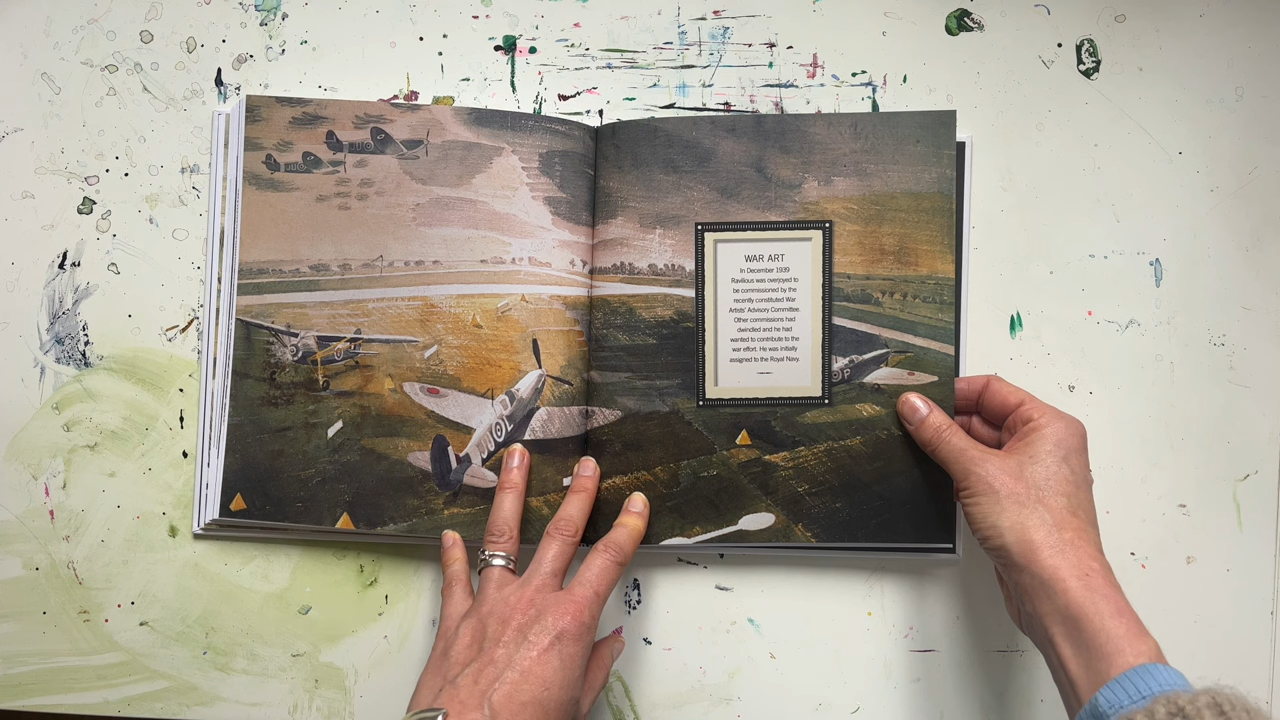 WAR ART
In December 1939
Ravilious was overjoyed to
be commissioned by the
recently constituted War
Artists' Advisory Committee.
Other commissions had
dwindled and he had
wanted to contribute to the
war effort. He was initially
assigned to the Royal Navy.